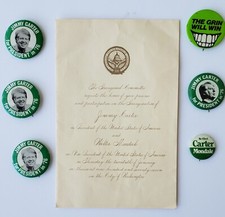 JIMMY CARTER
FOR PRESIDENT in '76
JIMMY CARTER
FOR PRESIDENT '76
JIMMY CARTER
FOR PRESIDENT in '76
The Inaugural Committee
requests the honor of your presence
and participation in the Inauguration of
Jimmy Carter
as President of the United States of America
and
Walter Mondale
as Vice President of the United States of America
on Thursday the twentieth of January
one thousand nine hundred and seventy-seven
in the City of Washington
THE GRIN
WILL WIN
JIMMY CARTER
FOR PRESIDENT
Carter
Mondale